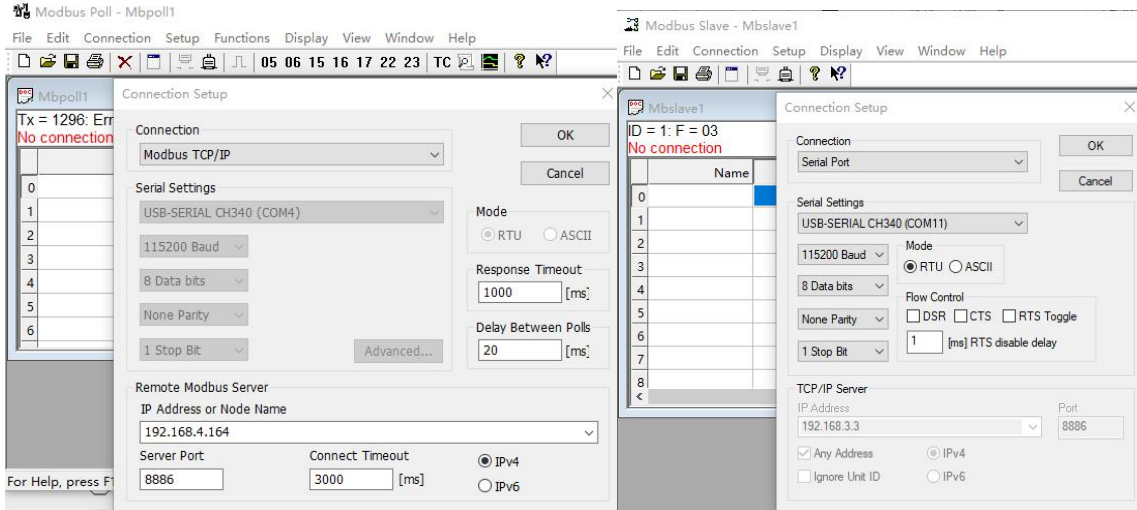 Modbus Poll - Mbpoll1
File Edit Connection Setup Functions Display View Window Help
05 06 15 16 17 22 23 TC
Mbpoll1
Tx = 1296: Err
No connection
0
1
2
3
4
5
6
For Help, press F1
Connection Setup
Connection
Modbus TCP/IP
OK
Cancel
Serial Settings
USB-SERIAL CH340 (COM4)
115200 Baud
8 Data bits
None Parity
1 Stop Bit
Advanced...
Mode
RTU ASCII
Response Timeout
1000 [ms]
Delay Between Polls
20 [ms]
Remote Modbus Server
IP Address or Node Name
192.168.4.164
Server Port Connect Timeout
8886 3000 [ms]
IPv4
IPv6
Modbus Slave - Mbslave1
File Edit Connection Setup Display View Window Help
Mbslave1
ID = 1: F = 03
No connection
Name
0
1
2
3
4
5
6
7
8
Connection Setup
Connection
Serial Port
OK
Cancel
Serial Settings
USB-SERIAL CH340 (COM11)
115200 Baud
8 Data bits
None Parity
1 Stop Bit
Mode
RTU ASCII
Flow Control
DSR CTS RTS Toggle
1 [ms] RTS disable delay
TCP/IP Server
IP Address Port
192.168.3.3 8886
Any Address IPv4
Ignore Unit ID IPv6